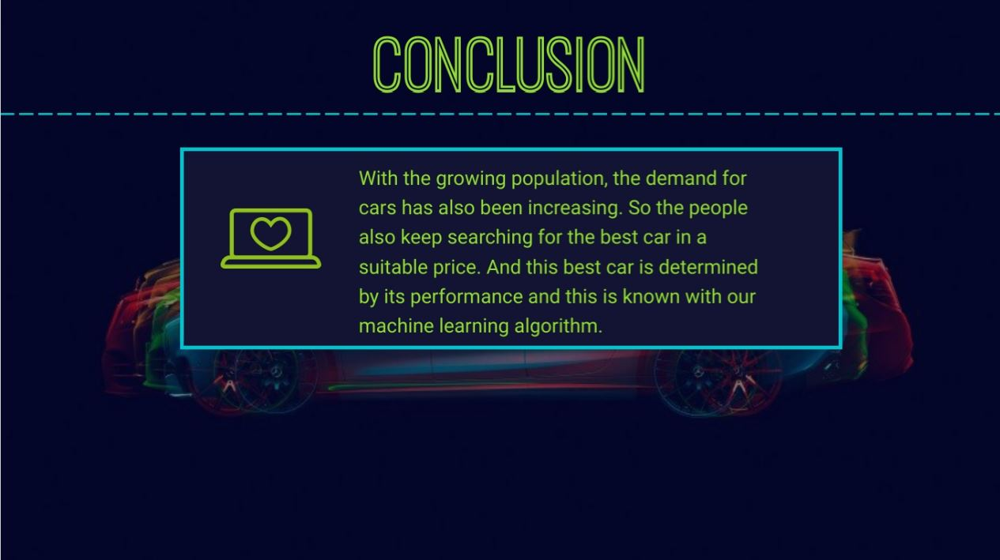 CONCLUSION
With the growing population, the demand for
cars has also been increasing. So the people
also keep searching for the best car in a
suitable price. And this best car is determined
by its performance and this is known with our
machine learning algorithm.